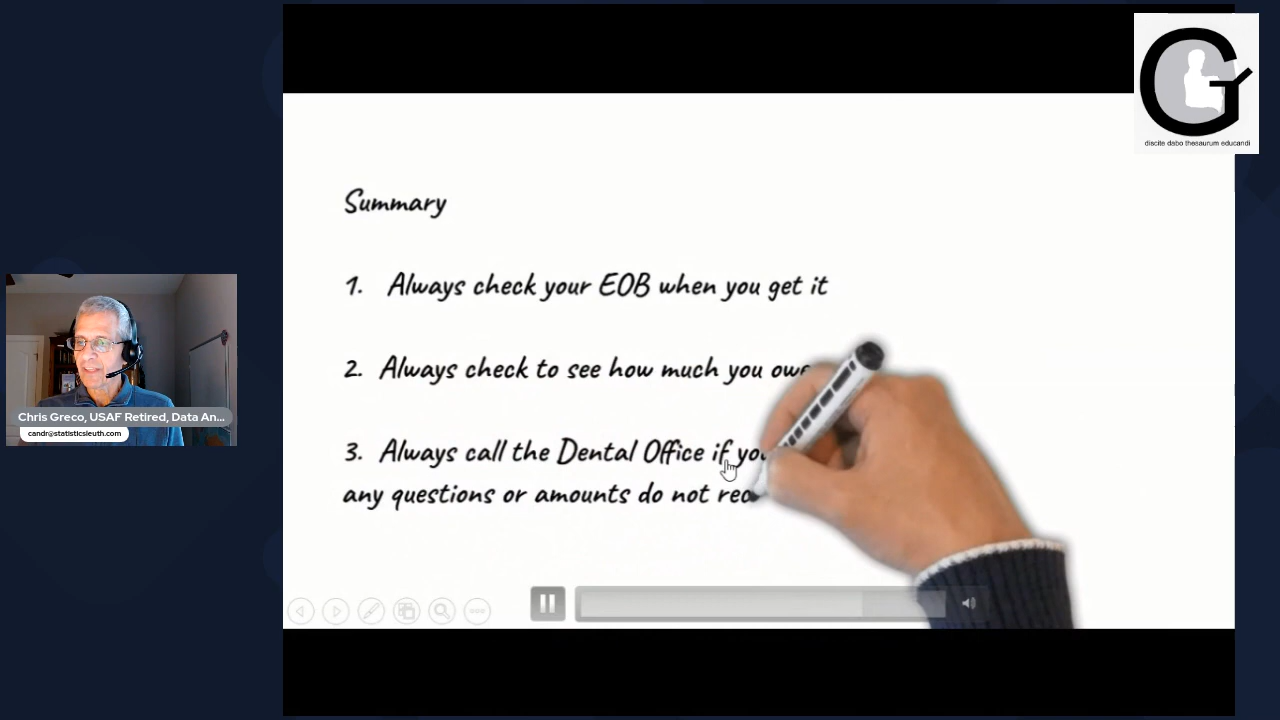 discite dabo thesaurum educandi
Summary
1. Always check your EOB when you get it
2. Always check to see how much you owe
3. Always call the Dental Office if you
any questions or amounts do not
Chris Greco, USAF Retired, Data An...
candr@statisticsleuth.com